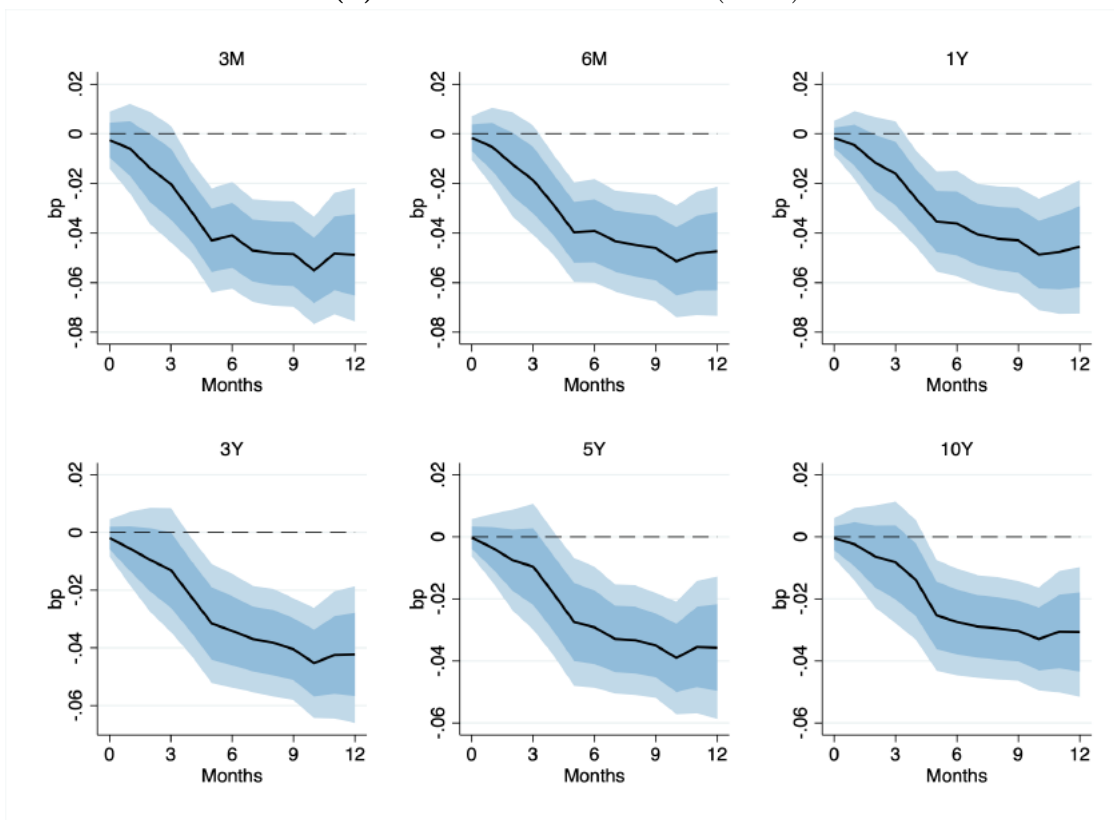 3M 6M 1Y
.02 .02 .02
0 0 0
-.02 -.02 -.02
bp bp bp
-.04 -.04 -.04
-.06 -.06 -.06
-.08 -.08 -.08
0 3 6 9 12 0 3 6 9 12 0 3 6 9 12
Months Months Months
3Y 5Y 10Y
.02 .02 .02
0 0 0
-.02 -.02 -.02
bp bp bp
-.04 -.04 -.04
-.06 -.06 -.06
0 3 6 9 12 0 3 6 9 12 0 3 6 9 12
Months Months Months